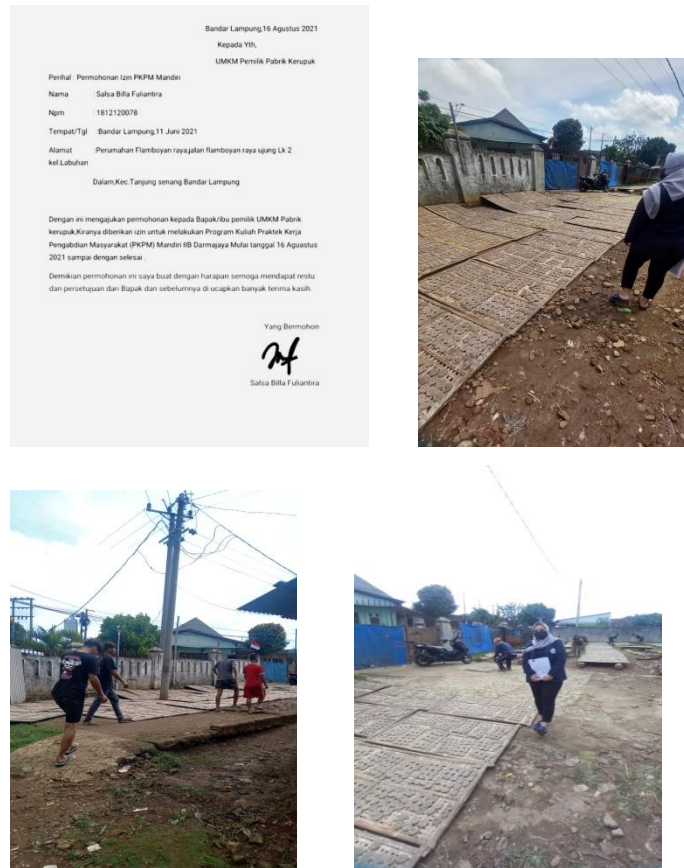 Bandar Lampung,16 Agustus 2021
Kepada Yth,
UMKM Pemilik Pabrik Kerupuk
Perihal : Permohonan Izin PKPM Mandiri
Nama : Salsa Billa Fuliantira
Npm : 1812120078
Tempat/Tgl : Bandar Lampung,11 Juni 2021
Alamat :Perumahan Flamboyan raya,jalan flamboyan raya ujung Lk 2
kel.Labuhan
Dalam,Kec.Tanjung senang Bandar Lampung
Dengan ini mengajukan permohonan kepada Bapak/ibu pemilik UMKM Pabrik
kerupuk,Kiranya diberikan izin untuk melakukan Program Kuliah Praktek Kerja
Pengabdian Masyarakat (PKPM) Mandiri IIB Darmajaya Mulai tanggal 16 Aguastus
2021 sampai dengan selesai .
Demikian permohonan ini saya buat dengan harapan semoga mendapat restu
dan persetujuan dari Bapak dan sebelumnya di ucapkan banyak terima kasih.
Yang Bermohon
Salsa Billa Fuliantira